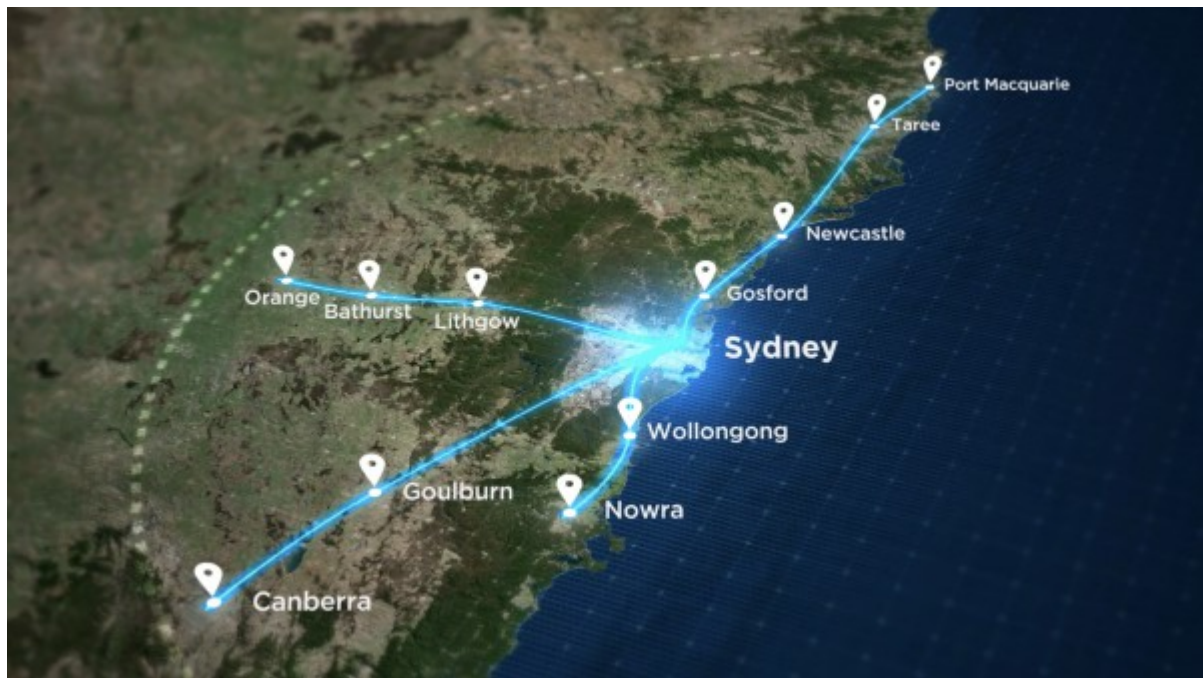 Port Macquarie
Taree
Newcastle
Gosford
Orange
Bathurst
Lithgow
Sydney
Wollongong
Goulburn
Nowra
Canberra